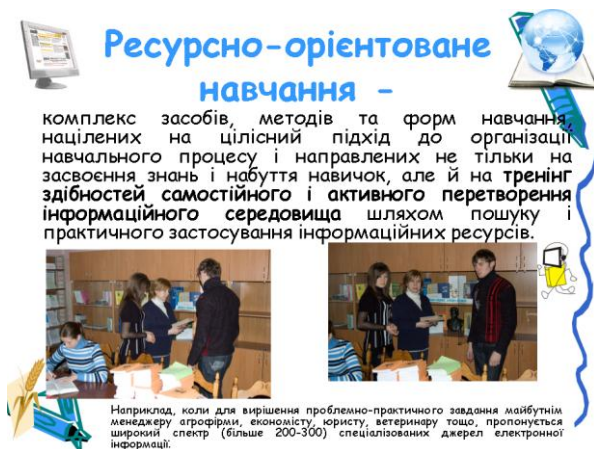 Ресурсно-орієнтоване
навчання -
комплекс засобів, методів та форм навчання,
націлених на цілісний підхід до організації
навчального процесу і направлених не тільки на
засвоєння знань і набуття навичок, але й на тренінг
здібностей самостійного і активного перетворення
інформаційного середовища шляхом пошуку і
практичного застосування інформаційних ресурсів.
Наприклад, коли для вирішення проблемно-практичного завдання майбутнім
менеджеру агрофірми, економісту, юристу, ветеринару тощо, пропонується
широкий спектр (більше 200-300) спеціалізованих джерел електронної
інформації.